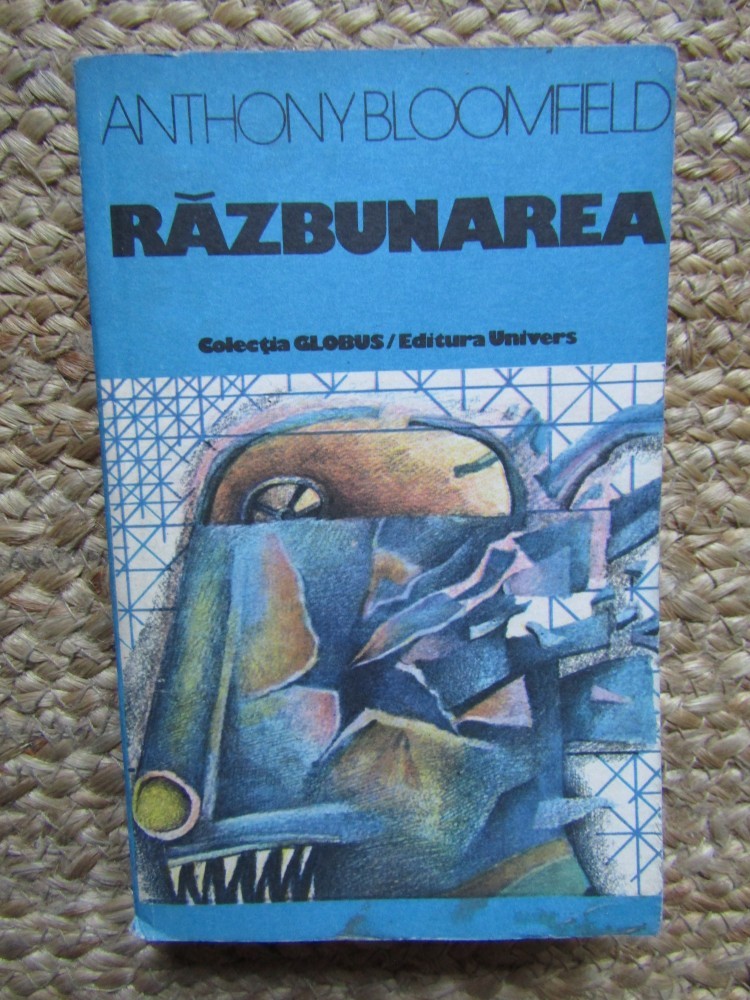 ANTHONY BLOOMFIELD
RĂZBUNAREA
Colecția GLOBUS/Editura Univers